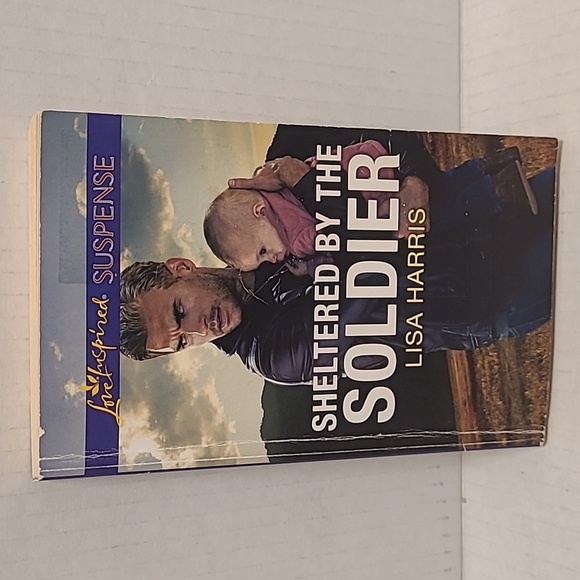 Love Inspired®
SUSPENSE
SHELTERED BY THE
SOLDIER
LISA HARRIS